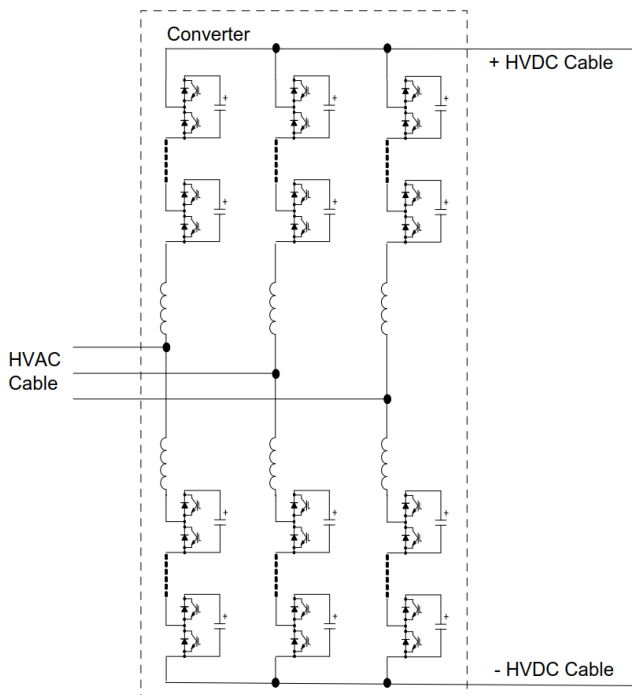 Converter
+ HVDC Cable
+ + +
+ + +
HVAC
Cable
+ + +
+ + +
- HVDC Cable